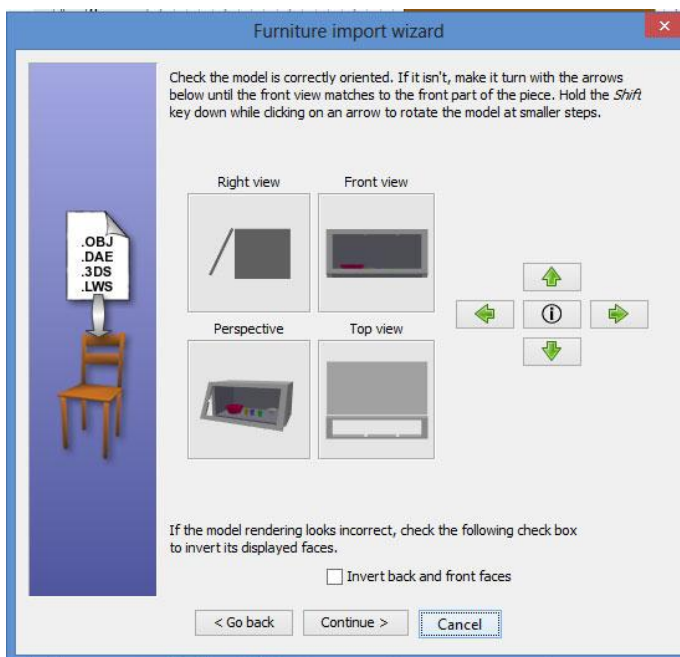 Furniture import wizard
Check the model is correctly oriented. If it isn't, make it turn with the arrows
below until the front view matches to the front part of the piece. Hold the Shift
key down while clicking on an arrow to rotate the model at smaller steps.
Right view
Front view
.OBJ
.DAE
.3DS
.LWS
Perspective
Top view
If the model rendering looks incorrect, check the following check box
to invert its displayed faces.
Invert back and front faces
< Go back
Continue >
Cancel